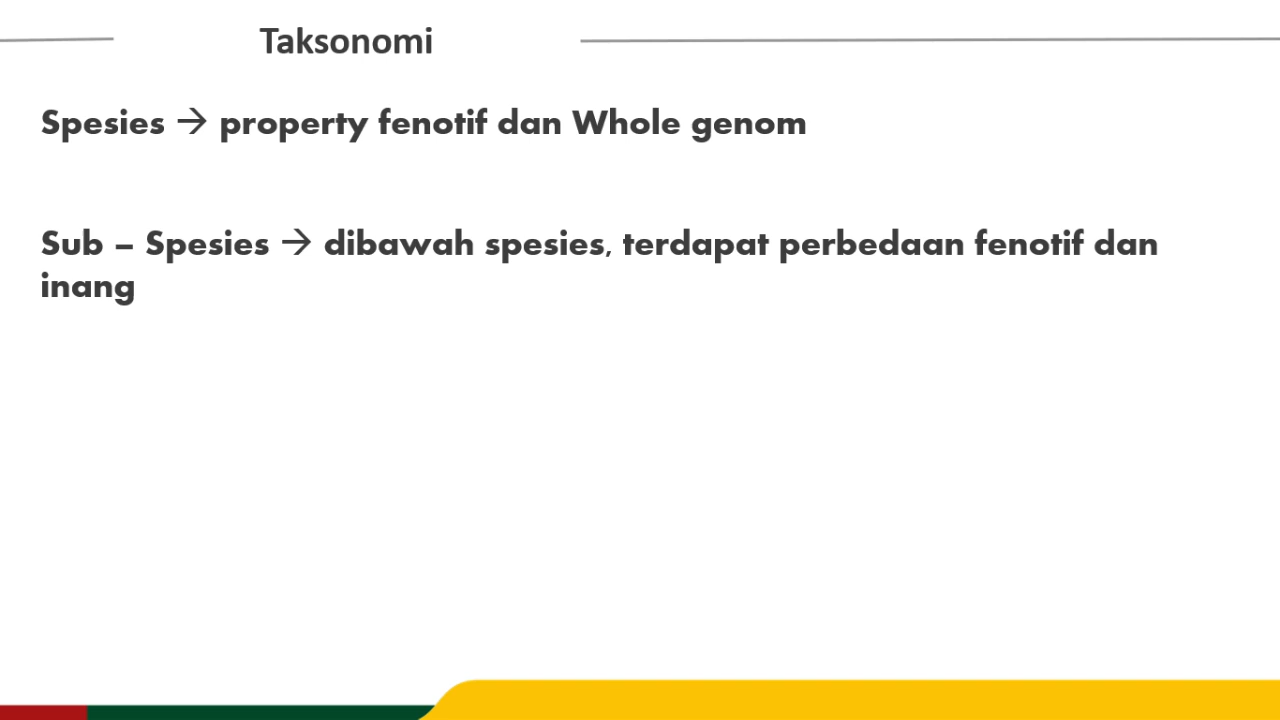 Taksonomi
Spesies → property fenotif dan Whole genom
Sub – Spesies → dibawah spesies, terdapat perbedaan fenotif dan
inang